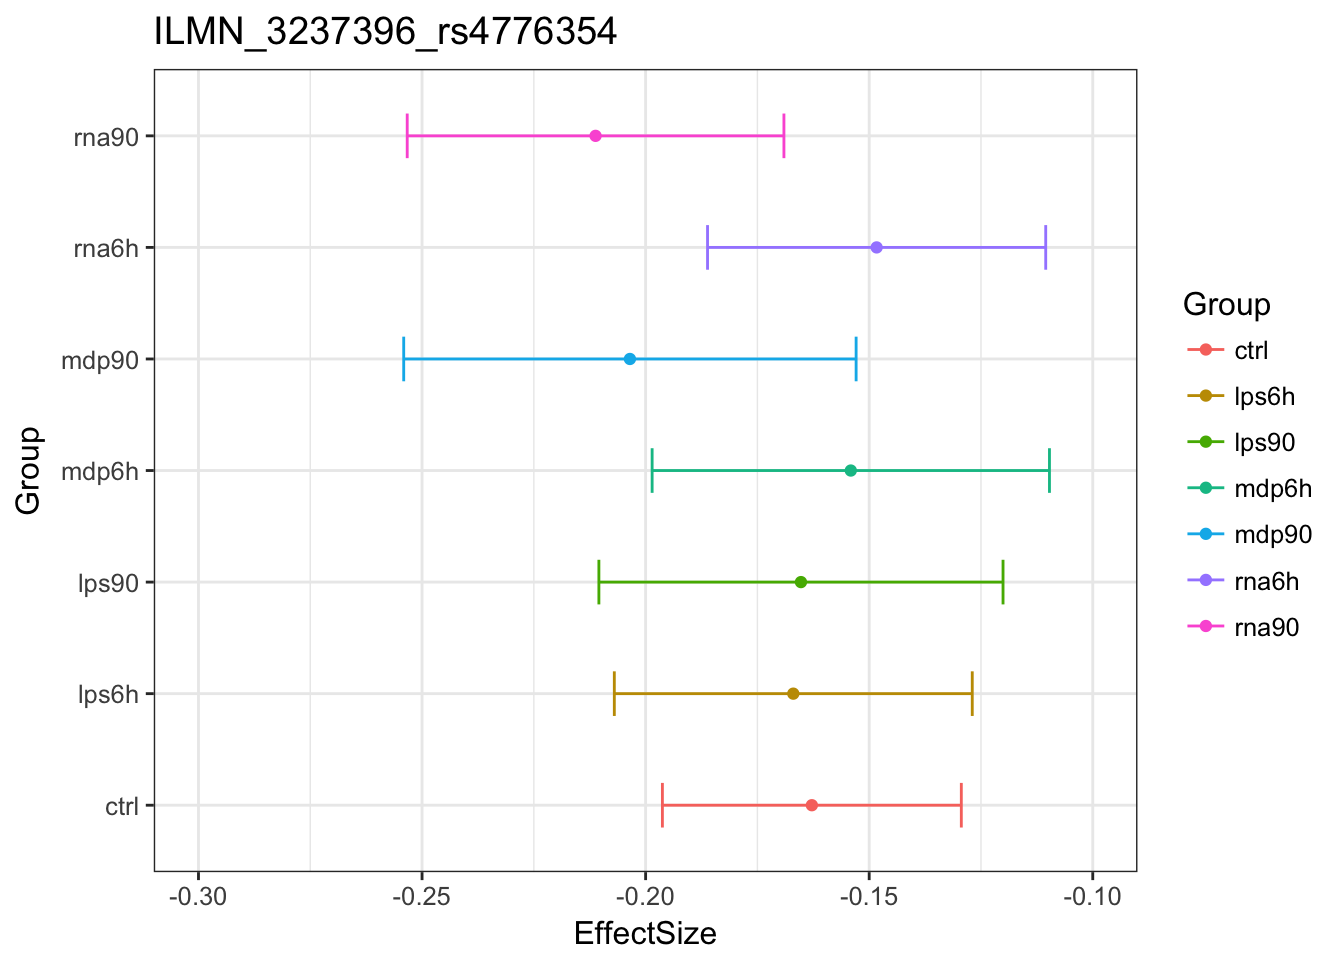 ILMN_3237396_rs4776354
rna90
rna6h
mdp90
mdp6h
lps90
lps6h
ctrl
Group
-0.30
-0.25
-0.20
-0.15
-0.10
EffectSize
Group
ctrl
lps6h
lps90
mdp6h
mdp90
rna6h
rna90